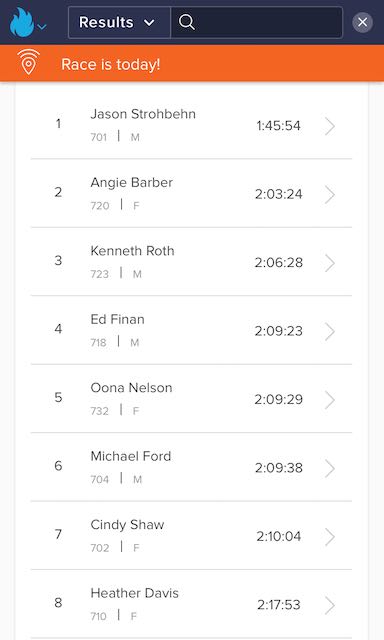 Results
Race is today!
1 Jason Strohbehn 1:45:54
701 | M
2 Angie Barber 2:03:24
720 | F
3 Kenneth Roth 2:06:28
723 | M
4 Ed Finan 2:09:23
718 | M
5 Oona Nelson 2:09:29
732 | F
6 Michael Ford 2:09:38
704 | M
7 Cindy Shaw 2:10:04
702 | F
8 Heather Davis 2:17:53
710 | F